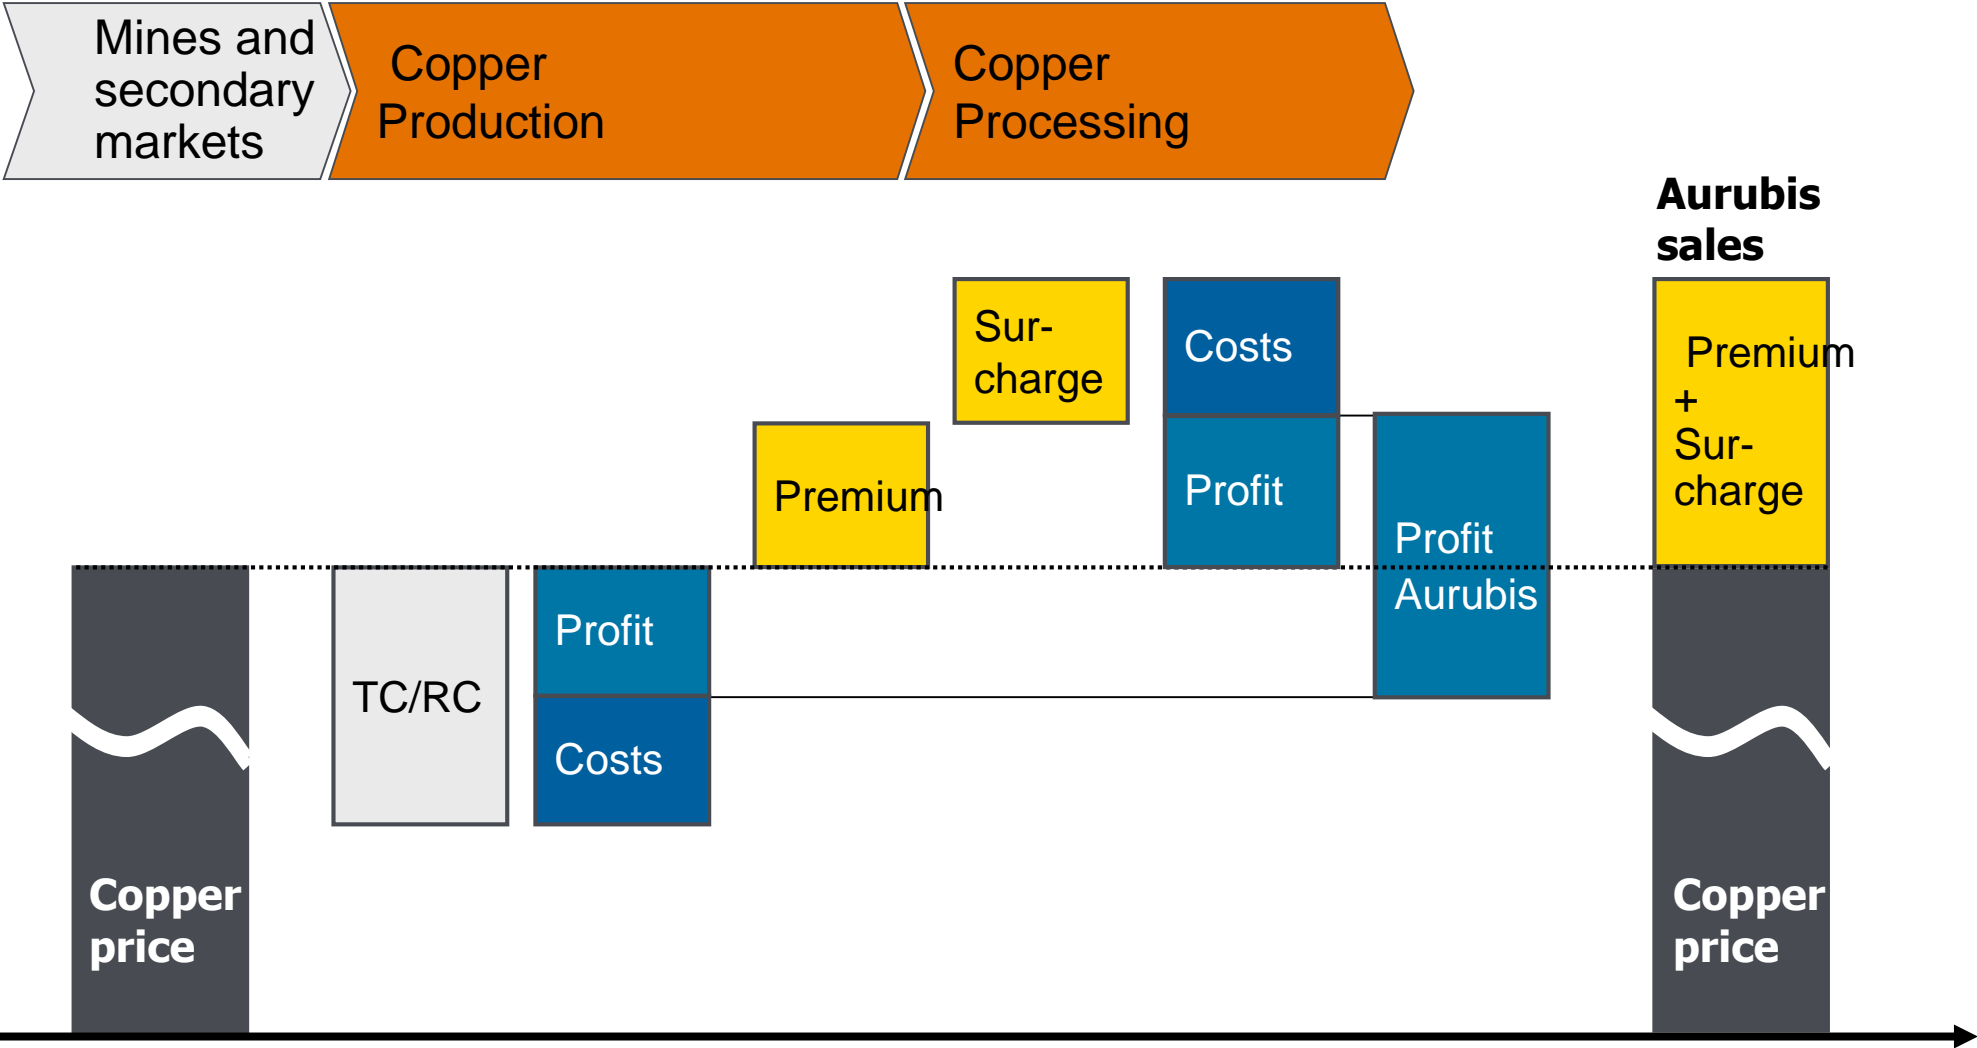 Mines and
secondary
markets
Copper
Production
Copper
Processing
Aurubis
sales
Sur-
charge
Costs
Premium
+
Sur-
charge
Premium
Profit
Profit
Aurubis
Profit
TC/RC
Costs
Copper
price
Copper
price